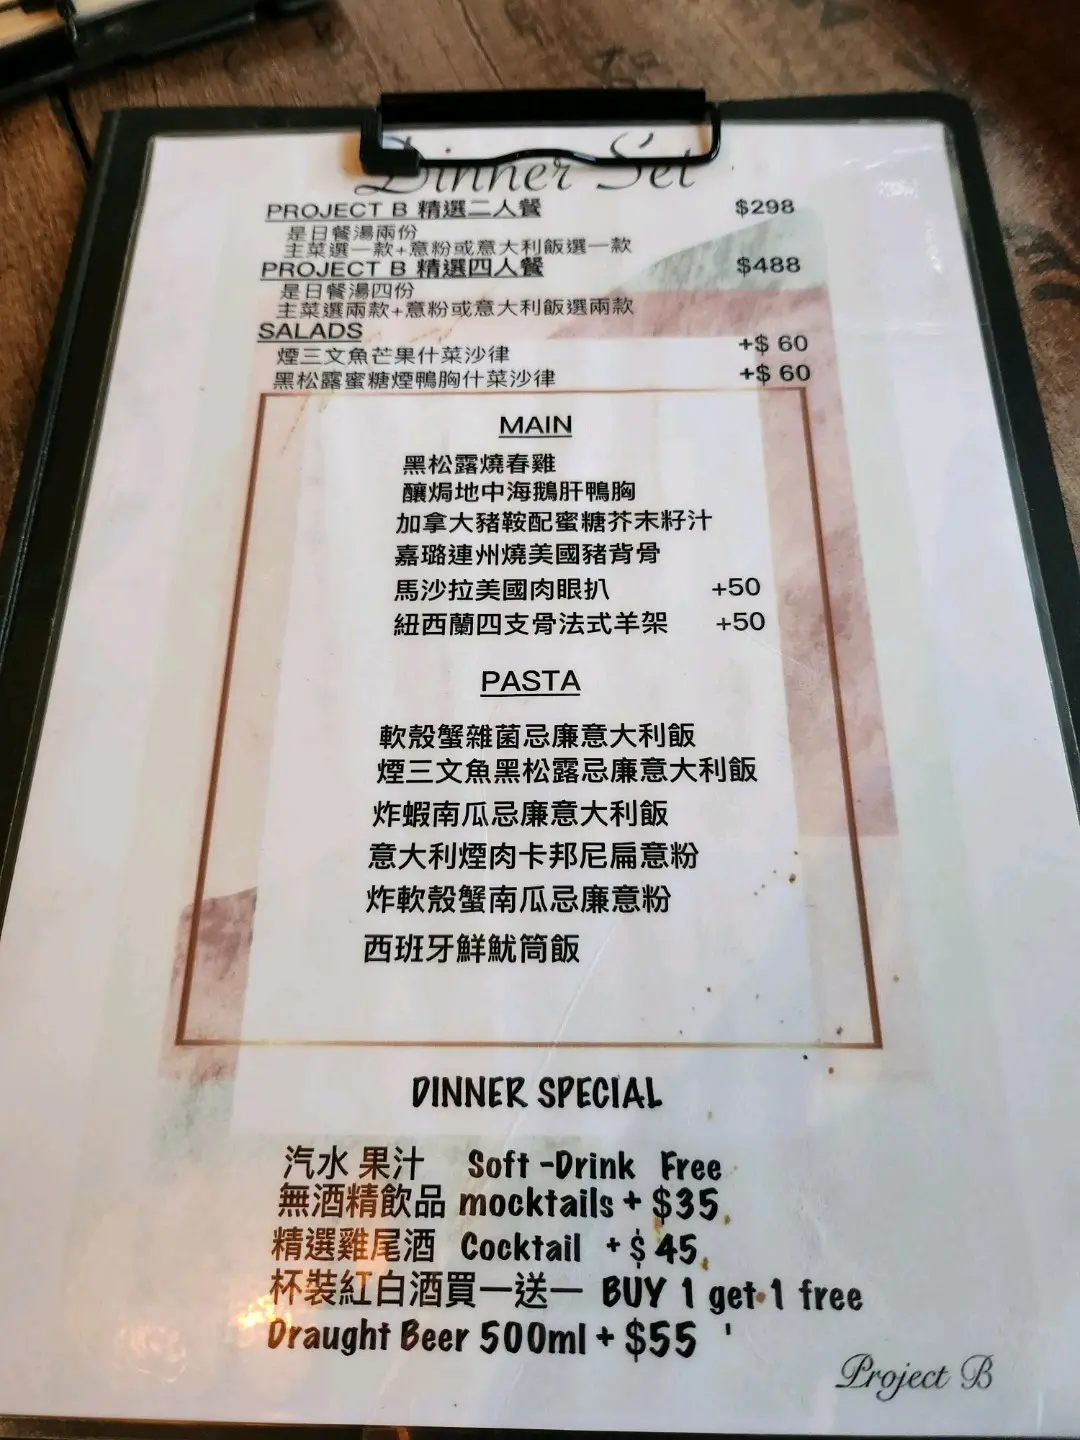 Dinner Set
PROJECT B 精選二人餐 $298
是日餐湯兩份
主菜選一款+意粉或意大利飯選一款
PROJECT B 精選四人餐 $488
是日餐湯四份
主菜選兩款+意粉或意大利飯選兩款
SALADS
煙三文魚芒果什菜沙律 +$ 60
黑松露蜜糖煙鴨胸什菜沙律 +$ 60
MAIN
黑松露燒春雞
釀焗地中海鵝肝鴨胸
加拿大豬鞍配蜜糖芥末籽汁
嘉璐連州燒美國豬背骨
馬沙拉美國肉眼扒 +50
紐西蘭四支骨法式羊架 +50
PASTA
軟殼蟹雜菌忌廉意大利飯
煙三文魚黑松露忌廉意大利飯
炸蝦南瓜忌廉意大利飯
意大利煙肉卡邦尼扁意粉
炸軟殼蟹南瓜忌廉意粉
西班牙鮮魷筒飯
DINNER SPECIAL
汽水 果汁 Soft -Drink Free
無酒精飲品 mocktails + $35
精選雞尾酒 Cocktail + $ 45
杯裝紅白酒買一送一 BUY 1 get 1 free
Draught Beer 500ml + $55 '
Project B